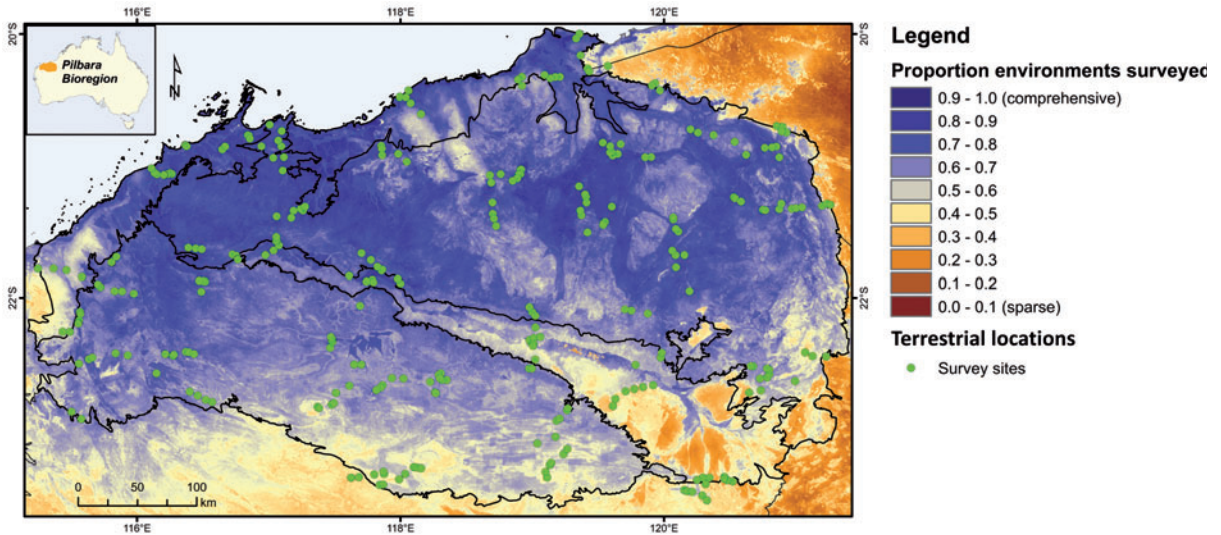 116°E
118°E
120°E
20°S
20°S
Pilbara
Bioregion
N
22°S
22°S
0 50 100
km
116°E
118°E
120°E
Legend
Proportion environments surveyed
0.9 - 1.0 (comprehensive)
0.8 - 0.9
0.7 - 0.8
0.6 - 0.7
0.5 - 0.6
0.4 - 0.5
0.3 - 0.4
0.2 - 0.3
0.1 - 0.2
0.0 - 0.1 (sparse)
Terrestrial locations
Survey sites